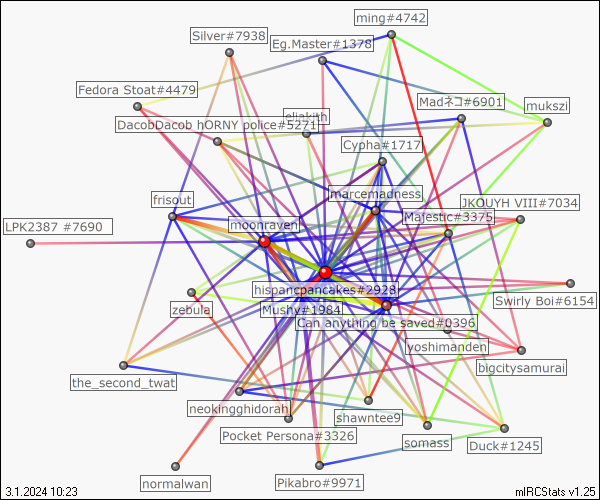 ming#4742
Silver#7938
Eg.Master#1378
Fedora Stoat#4479
Madネコ#6901
mukszi
DacobDacob hORNY police#5271
Cypha#1717
frisout
marcemadness
JKOUYH VIII#7034
LPK2387 #7690
moonraven
Majestic#3375
hispancpancakes#2928
Swirly Boi#6154
zebula
Mushy#1984
Can anything be saved#0396
yoshimanden
bigcitysamurai
the_second_twat
neokingghidorah
shawntee9
Pocket Persona#3326
somass
Duck#1245
normalwan
Pikabro#9971
3.1.2024 10:23
mIRCStats v1.25